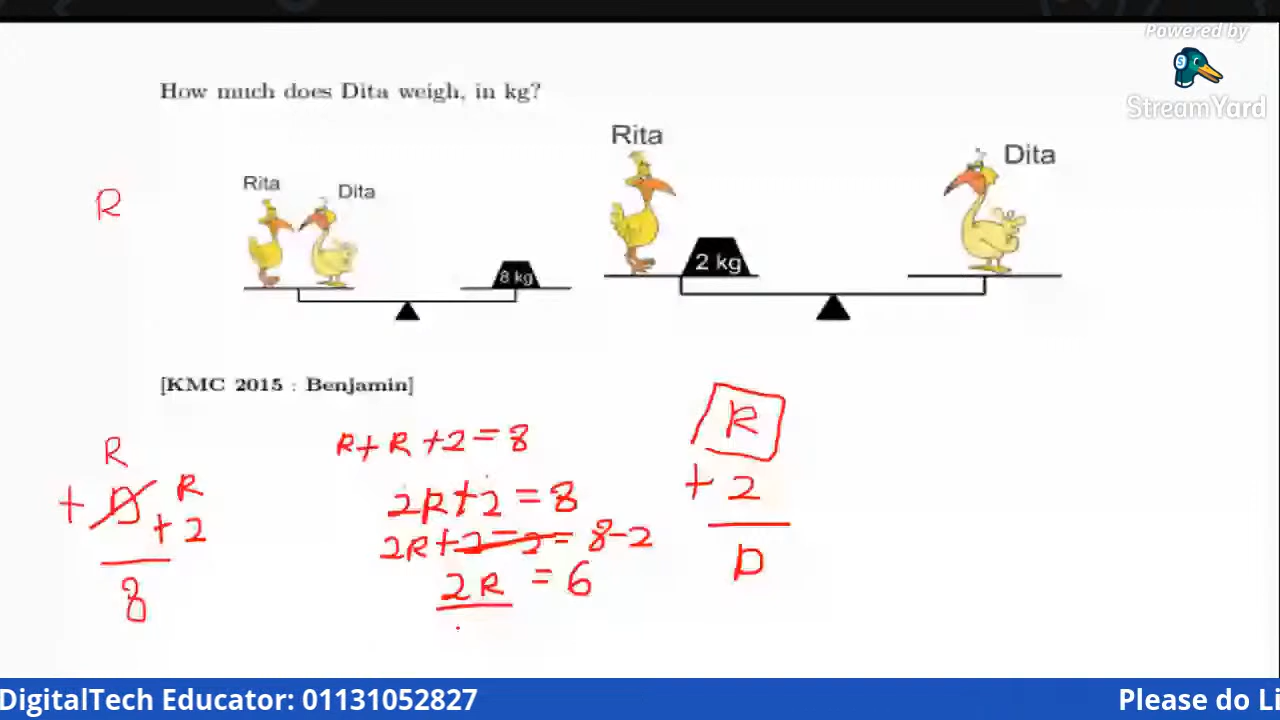 Powered by
StreamYard
How much does Dita weigh, in kg?
Rita
Dita
8 kg
Rita
2 kg
Dita
R
[KMC 2015 : Benjamin]
R
+ D R
+ 2
8
R + R + 2 = 8
2R + 2 = 8
2R + 2 - 2 = 8 - 2
2R = 6
R
+ 2
D
DigitalTech Educator: 01131052827
Please do Li